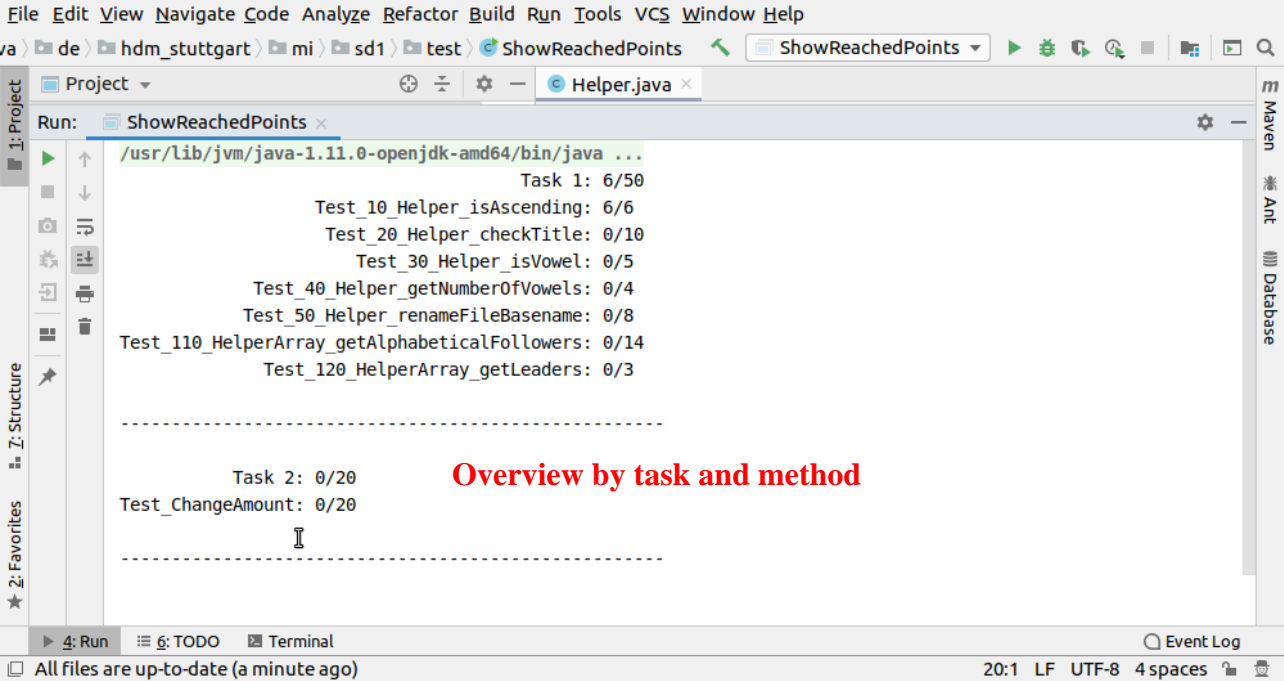 File Edit View Navigate Code Analyze Refactor Build Run Tools VCS Window Help
va de hdm_stuttgart mi sd1 test ShowReachedPoints ShowReachedPoints
Project Helper.java
Run: ShowReachedPoints
/usr/lib/jvm/java-1.11.0-openjdk-amd64/bin/java ...
Task 1: 6/50
Test_10_Helper_isAscending: 6/6
Test_20_Helper_checkTitle: 0/10
Test_30_Helper_isVowel: 0/5
Test_40_Helper_getNumberOfVowels: 0/4
Test_50_Helper_renameFileBasename: 0/8
Test_110_HelperArray_getAlphabeticalFollowers: 0/14
Test_120_HelperArray_getLeaders: 0/3
-----------------------------------------------------
Task 2: 0/20
Overview by task and method
Test_ChangeAmount: 0/20
-----------------------------------------------------
1: Project
7: Structure
2: Favorites
m
Maven
Ant
Database
4: Run 6: TODO Terminal Event Log
All files are up-to-date (a minute ago) 20:1 LF UTF-8 4 spaces